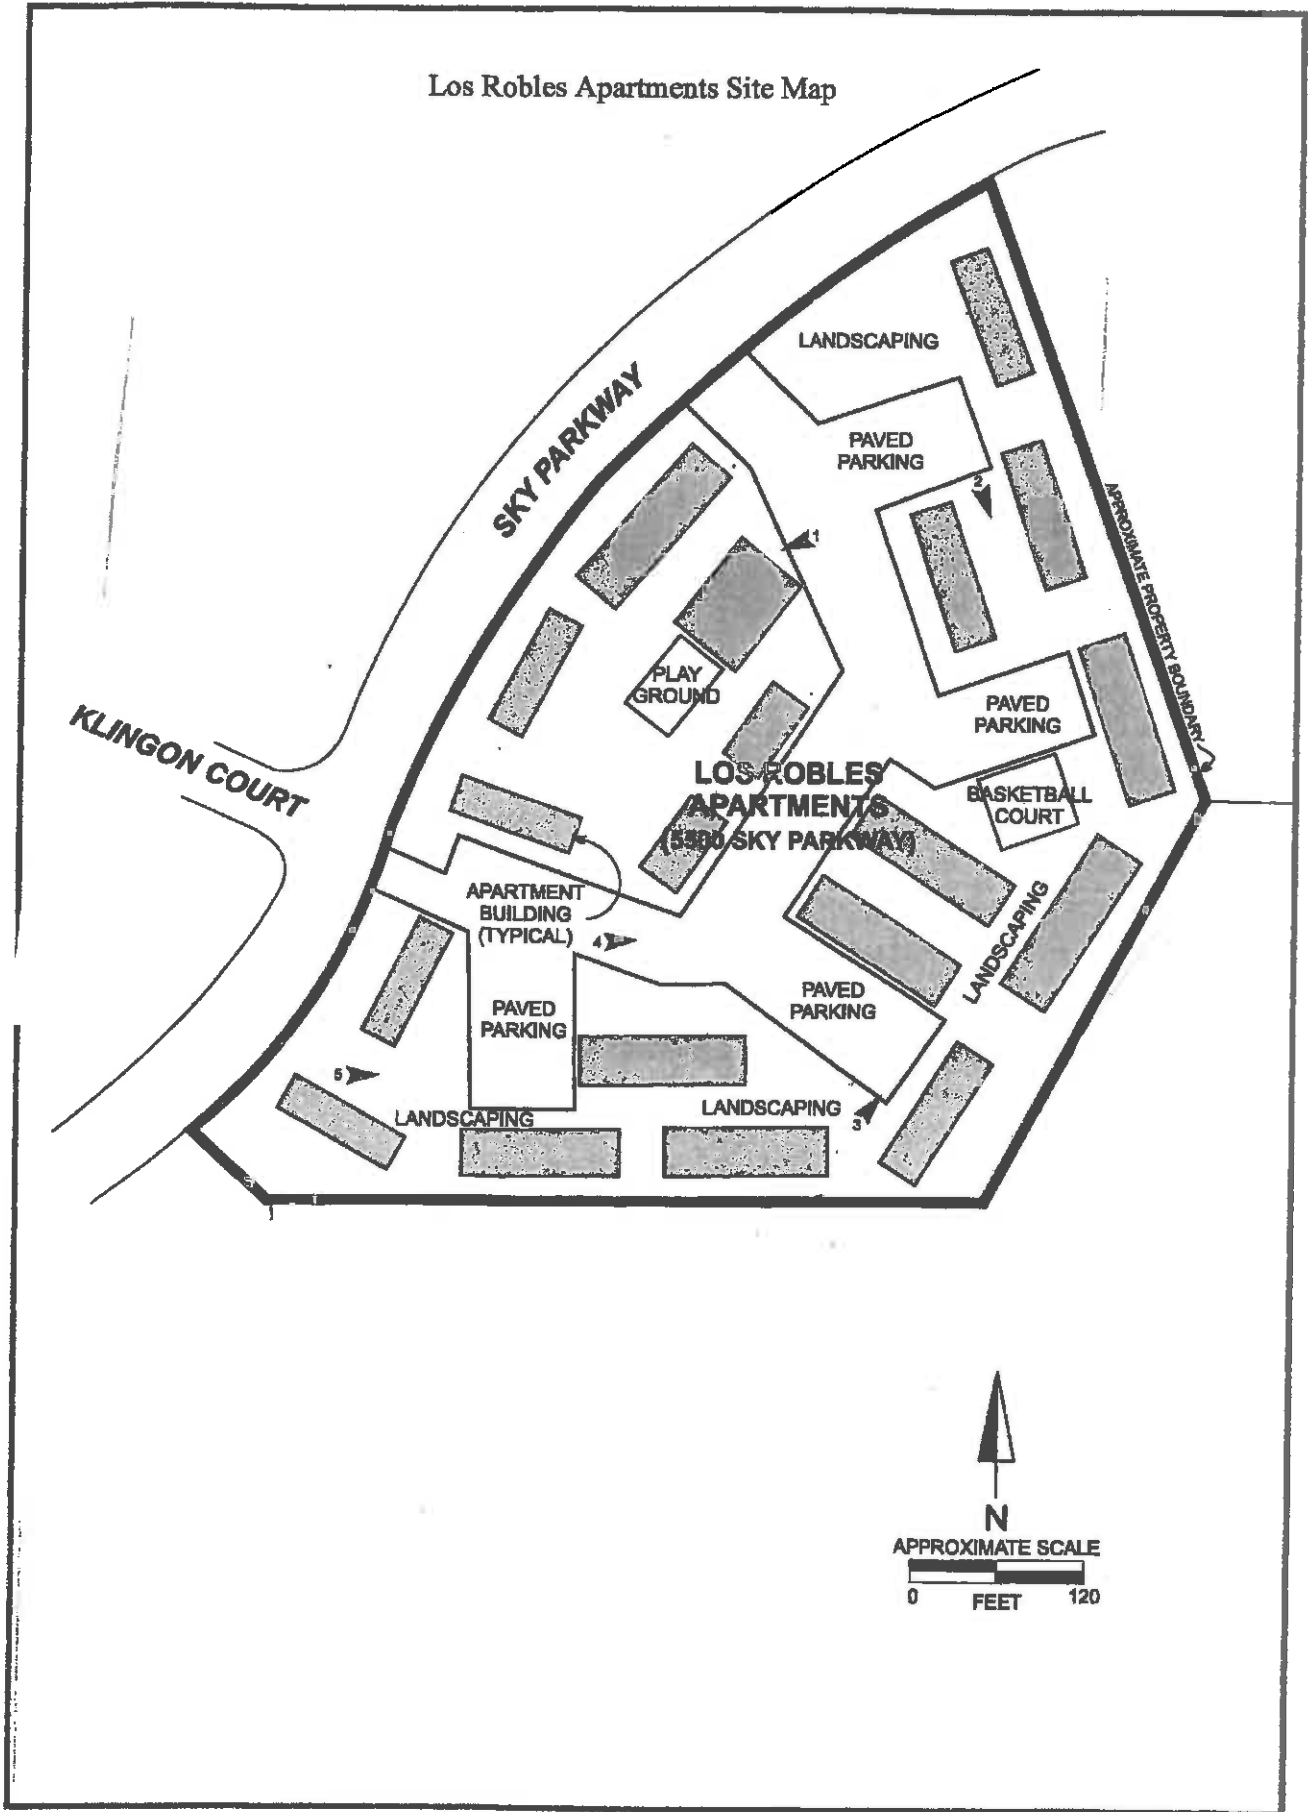 Los Robles Apartments Site Map
SKY PARKWAY
LANDSCAPING
PAVED
PARKING
2
1
APPROXIMATE PROPERTY BOUNDARY
PLAY
GROUND
PAVED
PARKING
KLINGON COURT
LOS ROBLES
APARTMENTS
(5500 SKY PARKWAY)
BASKETBALL
COURT
APARTMENT
BUILDING
(TYPICAL)
4
LANDSCAPING
PAVED
PARKING
PAVED
PARKING
5
LANDSCAPING
LANDSCAPING
3
N
APPROXIMATE SCALE
0
FEET
120